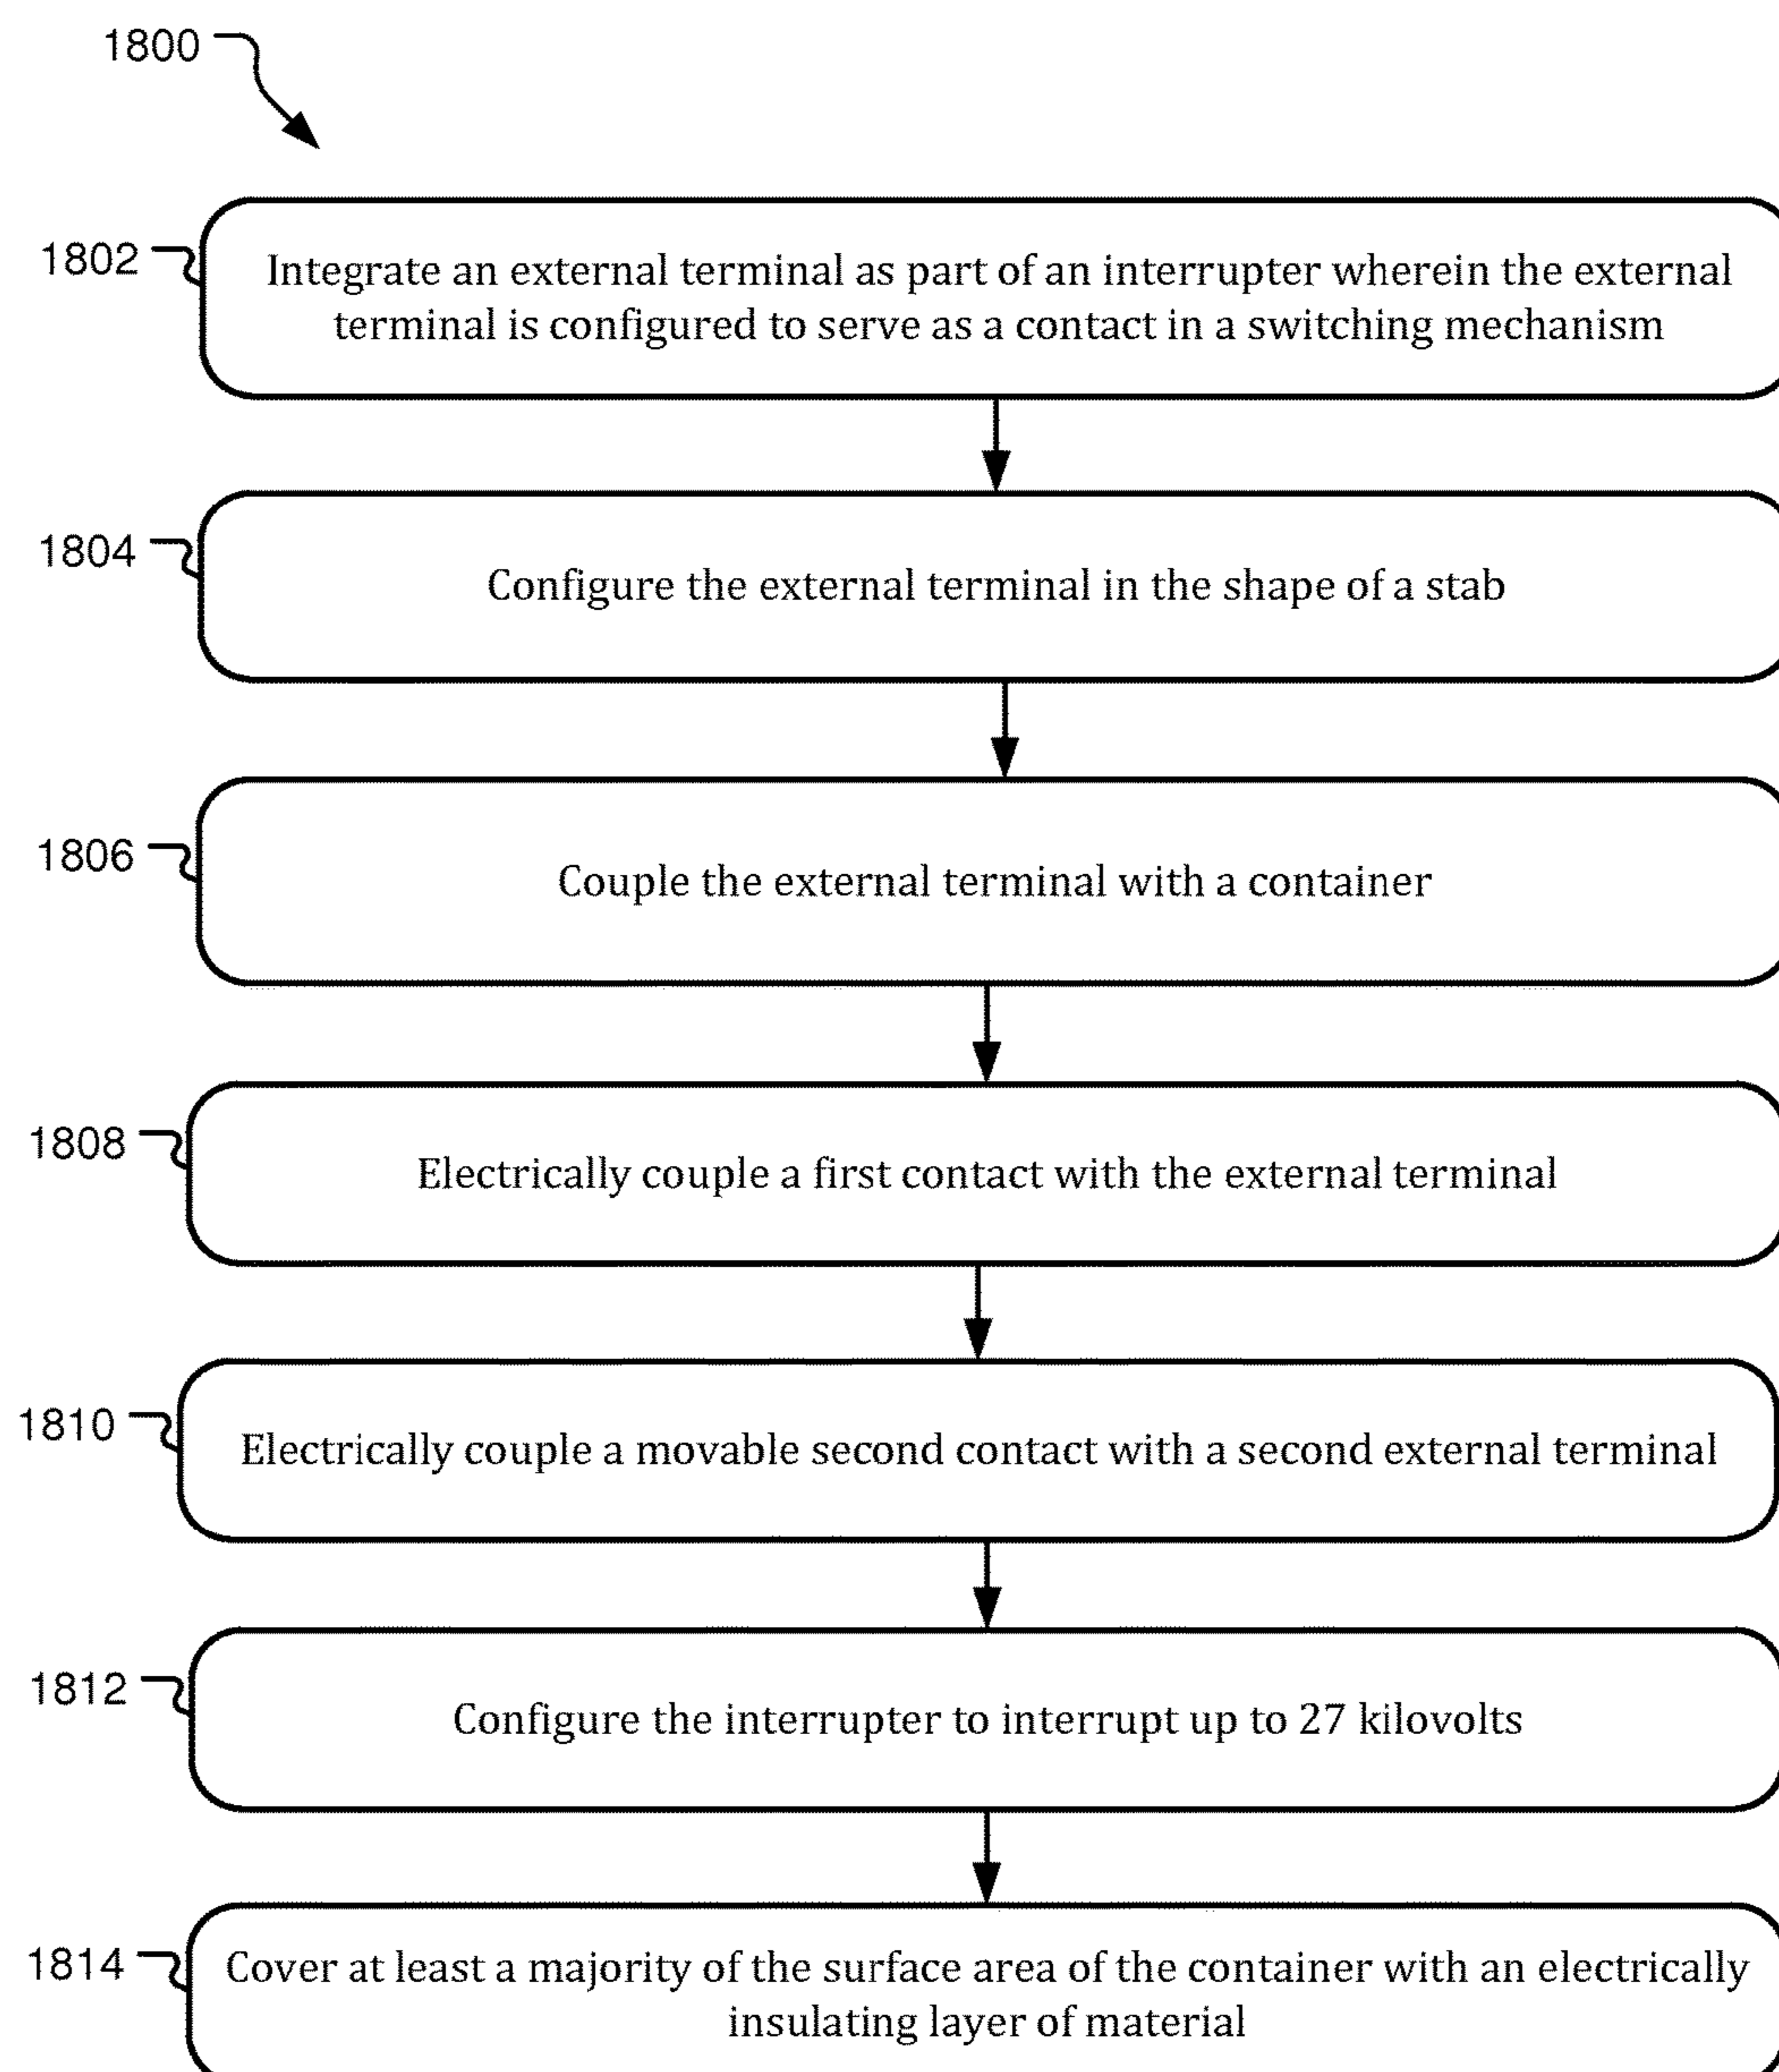 1800
1802
Integrate an external terminal as part of an interrupter wherein the external
terminal is configured to serve as a contact in a switching mechanism
1804
Configure the external terminal in the shape of a stab
1806
Couple the external terminal with a container
1808
Electrically couple a first contact with the external terminal
1810
Electrically couple a movable second contact with a second external terminal
1812
Configure the interrupter to interrupt up to 27 kilovolts
1814
Cover at least a majority of the surface area of the container with an electrically
insulating layer of material